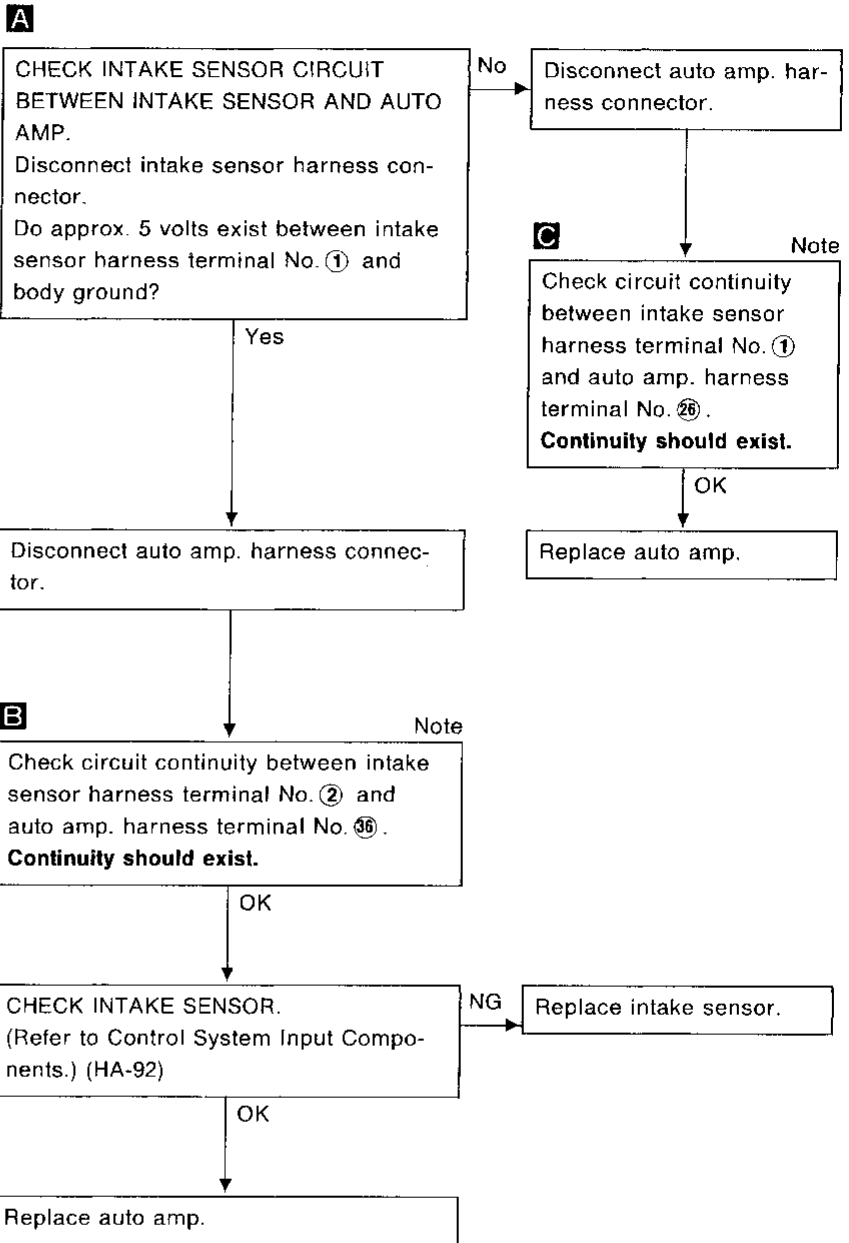 A
CHECK INTAKE SENSOR CIRCUIT
BETWEEN INTAKE SENSOR AND AUTO
AMP.
Disconnect intake sensor harness con-
nector.
Do approx. 5 volts exist between intake
sensor harness terminal No. ① and
body ground?
No
Disconnect auto amp. har-
ness connector.
C
Note
Check circuit continuity
between intake sensor
harness terminal No. ①
and auto amp. harness
terminal No. ㉖.
Continuity should exist.
OK
Replace auto amp.
Yes
Disconnect auto amp. harness connec-
tor.
B
Note
Check circuit continuity between intake
sensor harness terminal No. ② and
auto amp. harness terminal No. ㊱.
Continuity should exist.
OK
CHECK INTAKE SENSOR.
(Refer to Control System Input Compo-
nents.) (HA-92)
NG
Replace intake sensor.
OK
Replace auto amp.